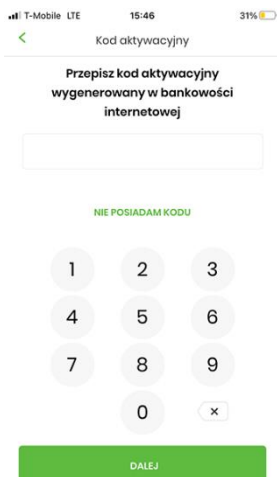 T-Mobile LTE 15:46 31%
Kod aktywacyjny
Przepisz kod aktywacyjny
wygenerowany w bankowości
internetowej
NIE POSIADAM KODU
1 2 3
4 5 6
7 8 9
0
DALEJ